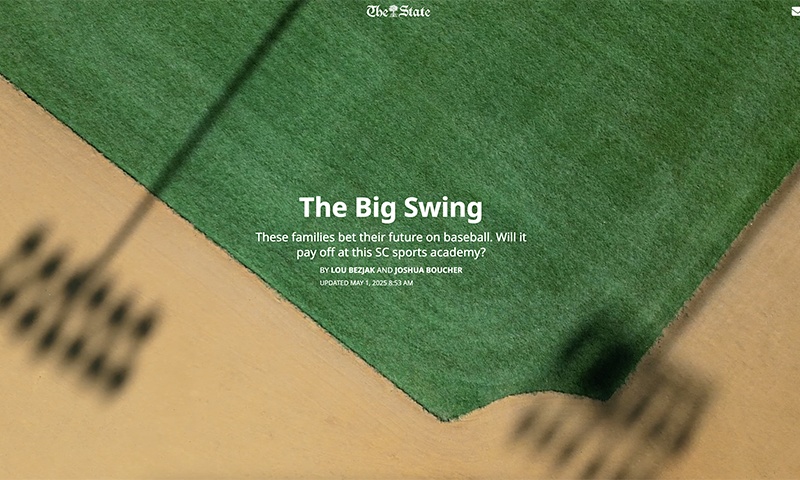 The State
The Big Swing
These families bet their future on baseball. Will it
pay off at this SC sports academy?
BY LOU BEZJAK AND JOSHUA BOUCHER
UPDATED MAY 1, 2025 8:53 AM